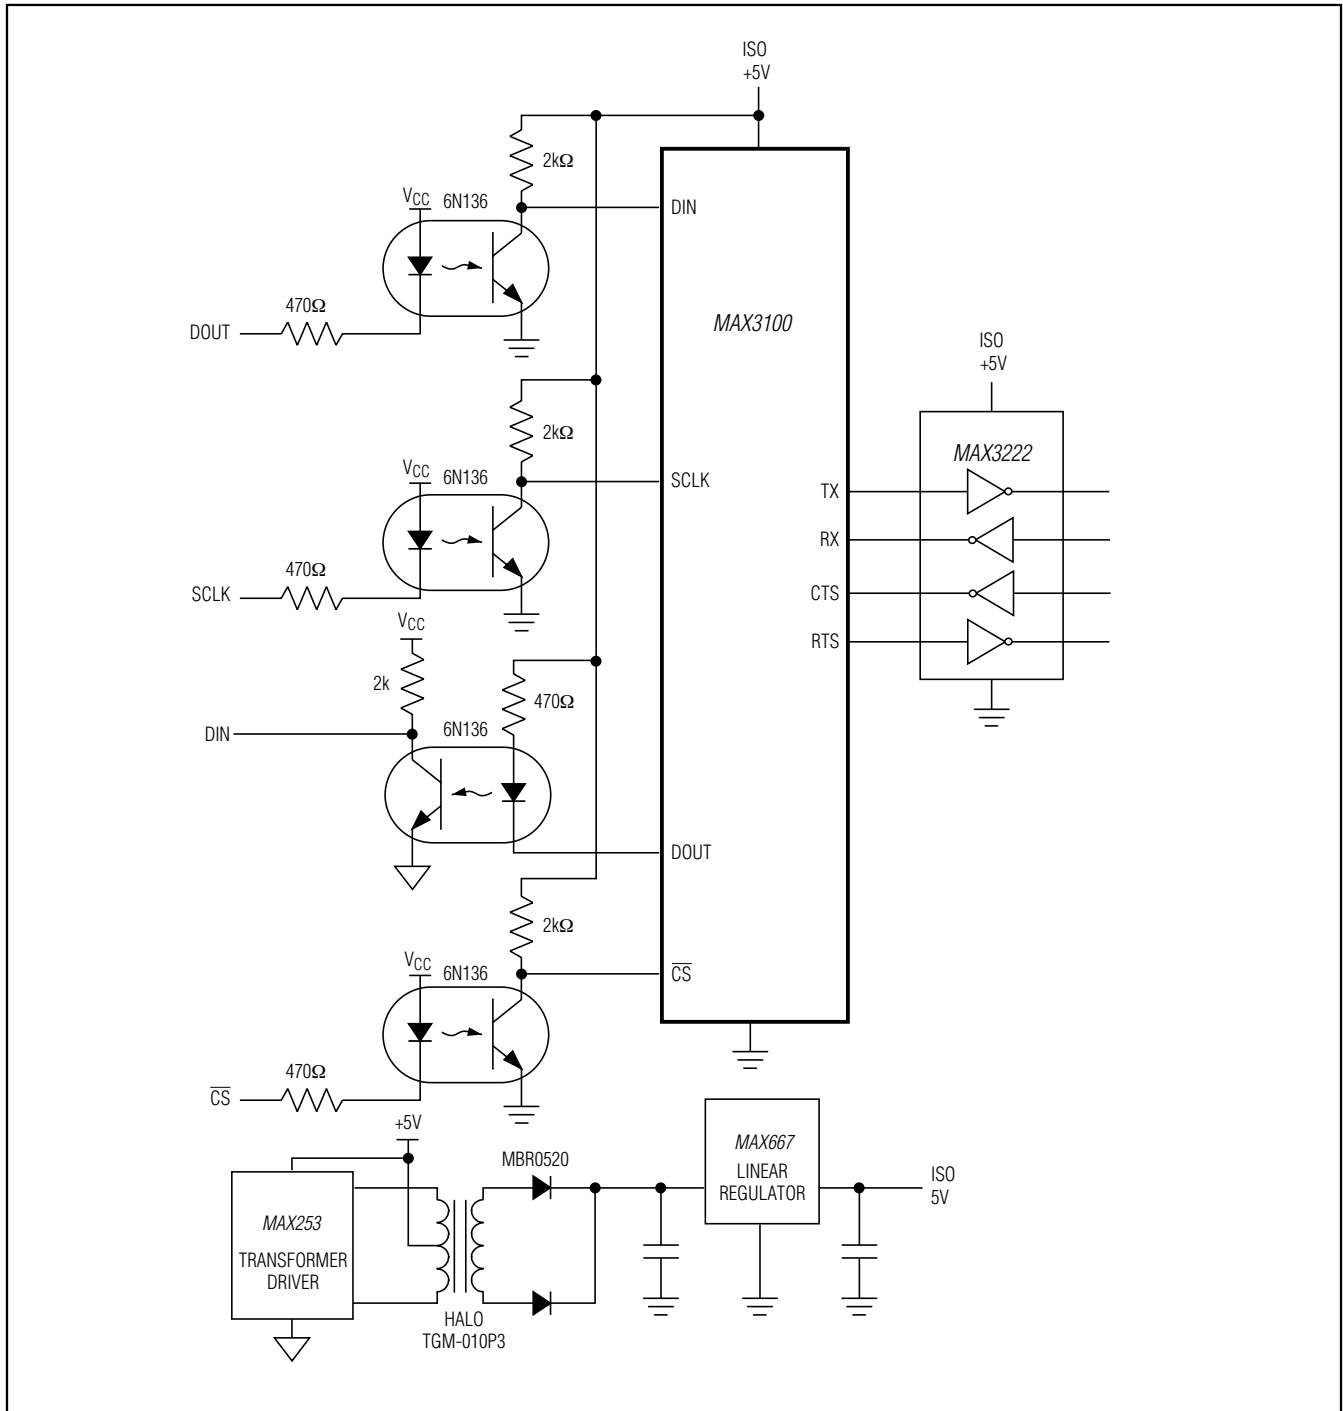 ISO
+5V
2kΩ
VCC 6N136
DIN
470Ω
DOUT
MAX3100
ISO
+5V
2kΩ
MAX3222
VCC 6N136
SCLK
TX
RX
470Ω
SCLK
CTS
VCC
RTS
2k
470Ω
6N136
DIN
DOUT
2kΩ
VCC 6N136
C̅S̅
470Ω
C̅S̅
+5V
MBR0520
MAX667
LINEAR
REGULATOR
ISO
5V
MAX253
TRANSFORMER
DRIVER
HALO
TGM-010P3